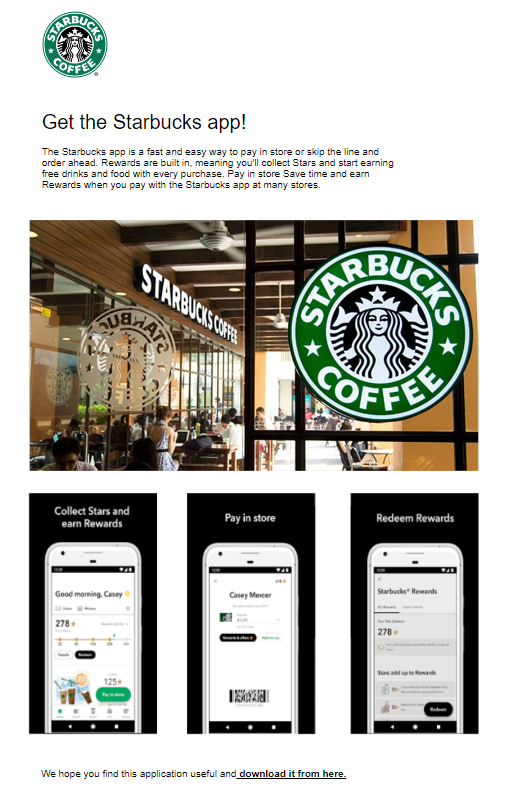 STARBUCKS
COFFEE
Get the Starbucks app!
The Starbucks app is a fast and easy way to pay in store or skip the line and
order ahead. Rewards are built in, meaning you'll collect Stars and start earning
free drinks and food with every purchase. Pay in store Save time and earn
Rewards when you pay with the Starbucks app at many stores.
STARBUCKS COFFEE
STARBUCKS
COFFEE
Collect Stars and
earn Rewards
Good morning, Casey
278
125
Pay in store
Details
Redeem
Pay in store
Casey Mercer
Rewards & offers
Add money
Redeem Rewards
Starbucks® Rewards
278
Stars add up to Rewards
Redeem
We hope you find this application useful and download it from here.